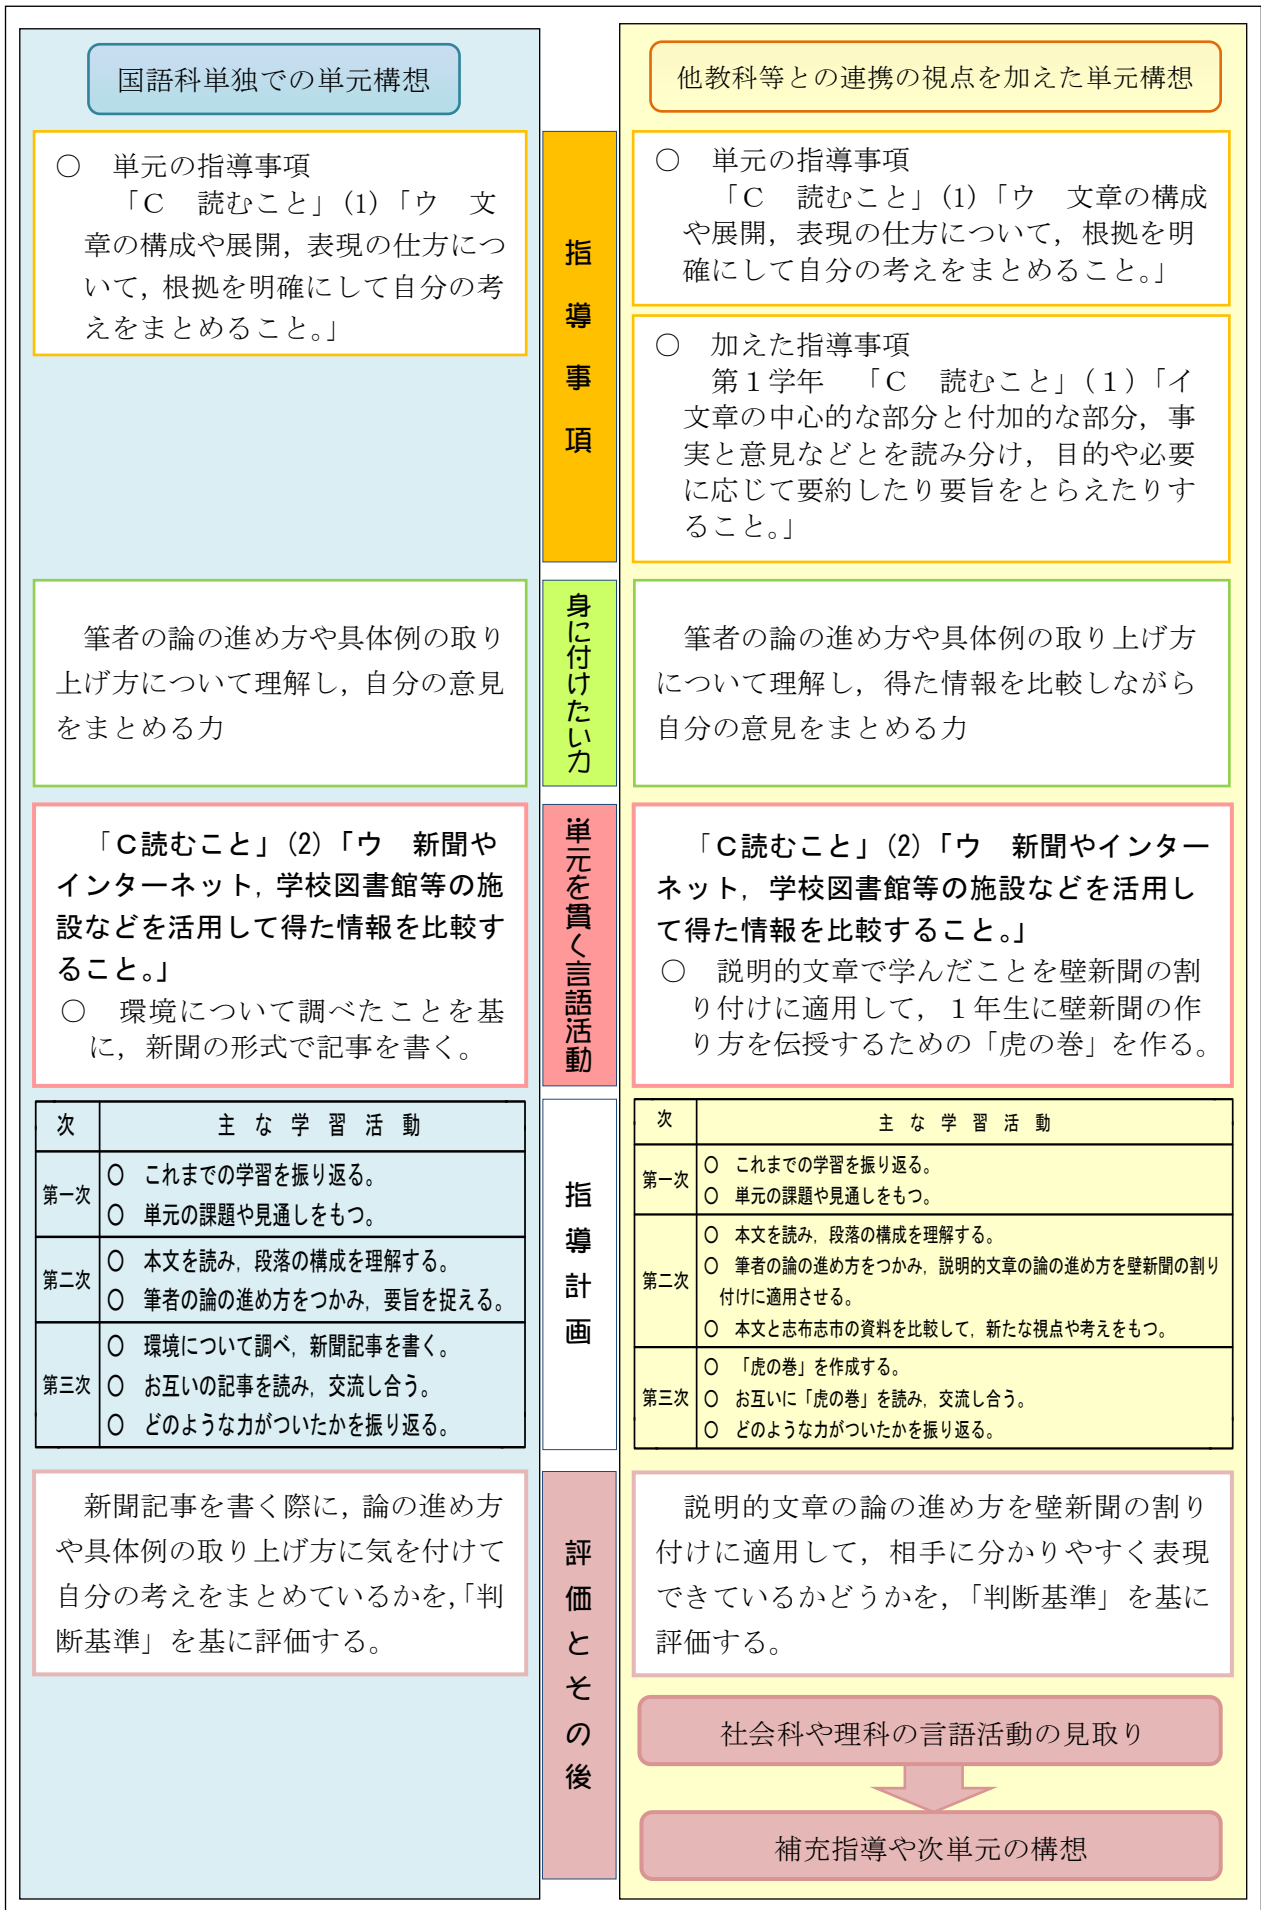 国語科単独での単元構想
他教科等との連携の視点を加えた単元構想
指導事項
○　単元の指導事項
「C　読むこと」(1)「ウ　文
章の構成や展開，表現の仕方につ
いて，根拠を明確にして自分の考
えをまとめること。」
○　単元の指導事項
「C　読むこと」(1)「ウ　文章の構成
や展開，表現の仕方について，根拠を明
確にして自分の考えをまとめること。」
○　加えた指導事項
第１学年　「C　読むこと」(１)「イ
文章の中心的な部分と付加的な部分，事
実と意見などとを読み分け，目的や必要
に応じて要約したり要旨をとらえたりす
ること。」
身に付けたい力
筆者の論の進め方や具体例の取り
上げ方について理解し，自分の意見
をまとめる力
筆者の論の進め方や具体例の取り上げ方
について理解し，得た情報を比較しながら
自分の意見をまとめる力
単元を貫く言語活動
「C読むこと」(2)「ウ　新聞や
インターネット，学校図書館等の施
設などを活用して得た情報を比較す
ること。」
○　環境について調べたことを基
に，新聞の形式で記事を書く。
「C読むこと」(2)「ウ　新聞やインター
ネット，学校図書館等の施設などを活用し
て得た情報を比較すること。」
○　説明的文章で学んだことを壁新聞の割
り付けに適用して，１年生に壁新聞の作
り方を伝授するための「虎の巻」を作る。
指導計画
次　主な学習活動
第一次
○　これまでの学習を振り返る。
○　単元の課題や見通しをもつ。
第二次
○　本文を読み，段落の構成を理解する。
○　筆者の論の進め方をつかみ，要旨を捉える。
第三次
○　環境について調べ，新聞記事を書く。
○　お互いの記事を読み，交流し合う。
○　どのような力がついたかを振り返る。
次　主な学習活動
第一次
○　これまでの学習を振り返る。
○　単元の課題や見通しをもつ。
第二次
○　本文を読み，段落の構成を理解する。
○　筆者の論の進め方をつかみ，説明的文章の論の進め方を壁新聞の割り
付けに適用させる。
○　本文と志布志市の資料を比較して，新たな視点や考えをもつ。
第三次
○　「虎の巻」を作成する。
○　お互いに「虎の巻」を読み，交流し合う。
○　どのような力がついたかを振り返る。
評価とその後
新聞記事を書く際に，論の進め方
や具体例の取り上げ方に気を付けて
自分の考えをまとめているかを，「判
断基準」を基に評価する。
説明的文章の論の進め方を壁新聞の割り
付けに適用して，相手に分かりやすく表現
できているかどうかを，「判断基準」を基に
評価する。
社会科や理科の言語活動の見取り
補充指導や次単元の構想